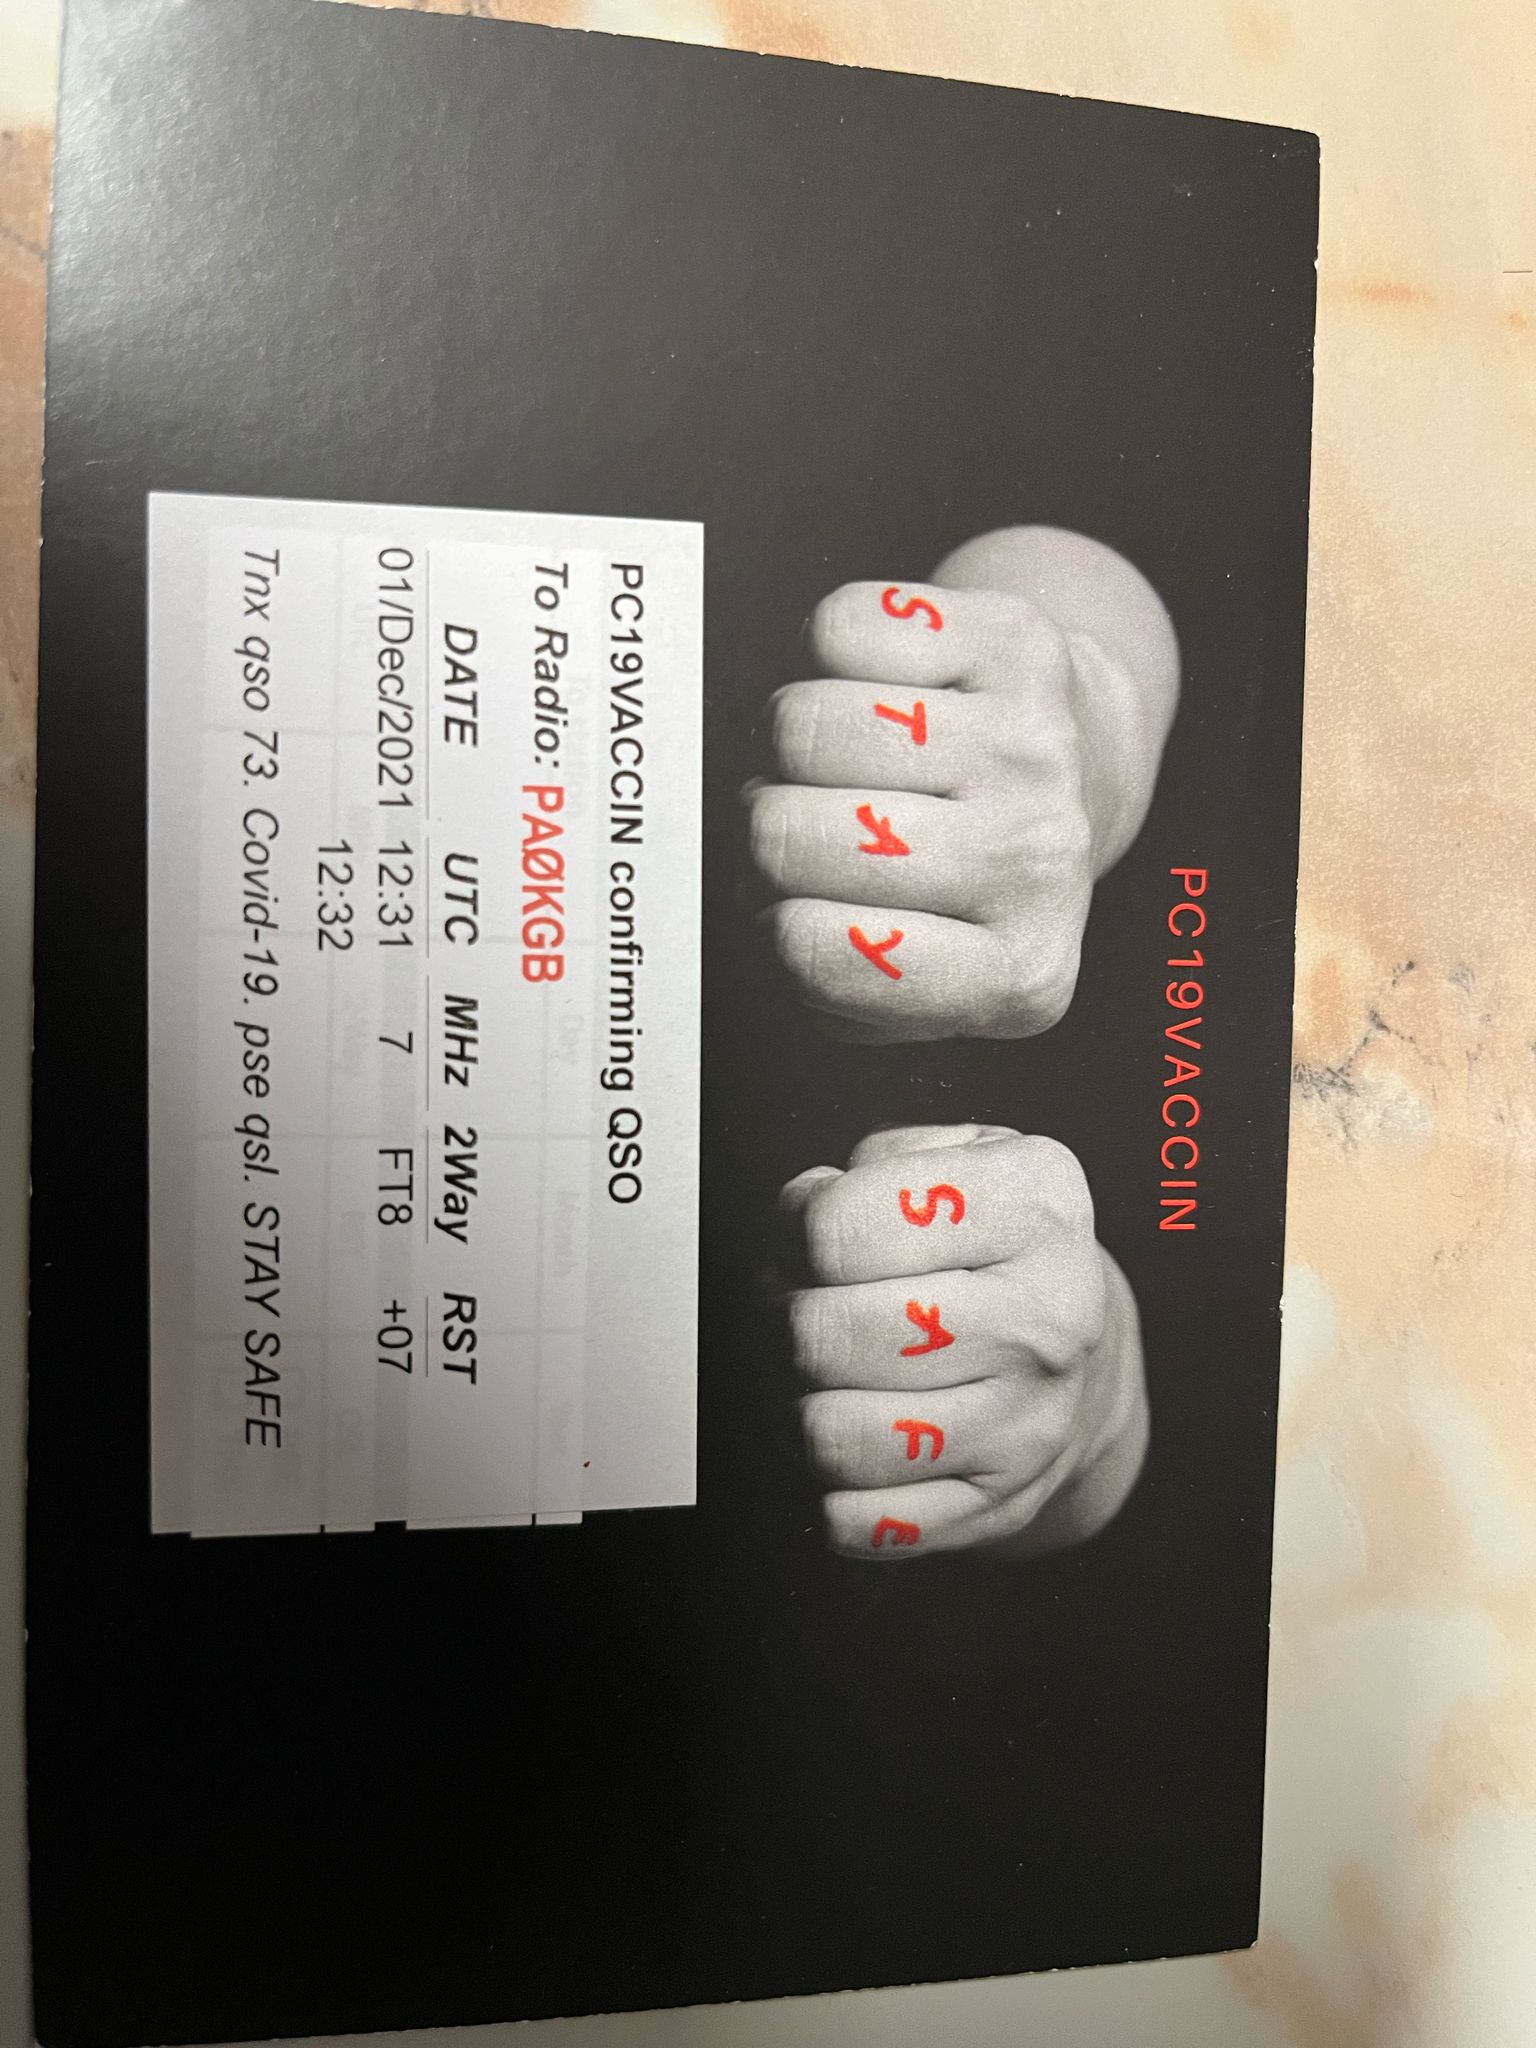 PC19VACCIN
STAY SAFE
PC19VACCIN confirming QSO
To Radio: PAØKGB
DATE UTC MHz 2Way RST
01/Dec/2021 12:31 7 FT8 +07
12:32
Tnx qso 73. Covid-19. pse qsl. STAY SAFE